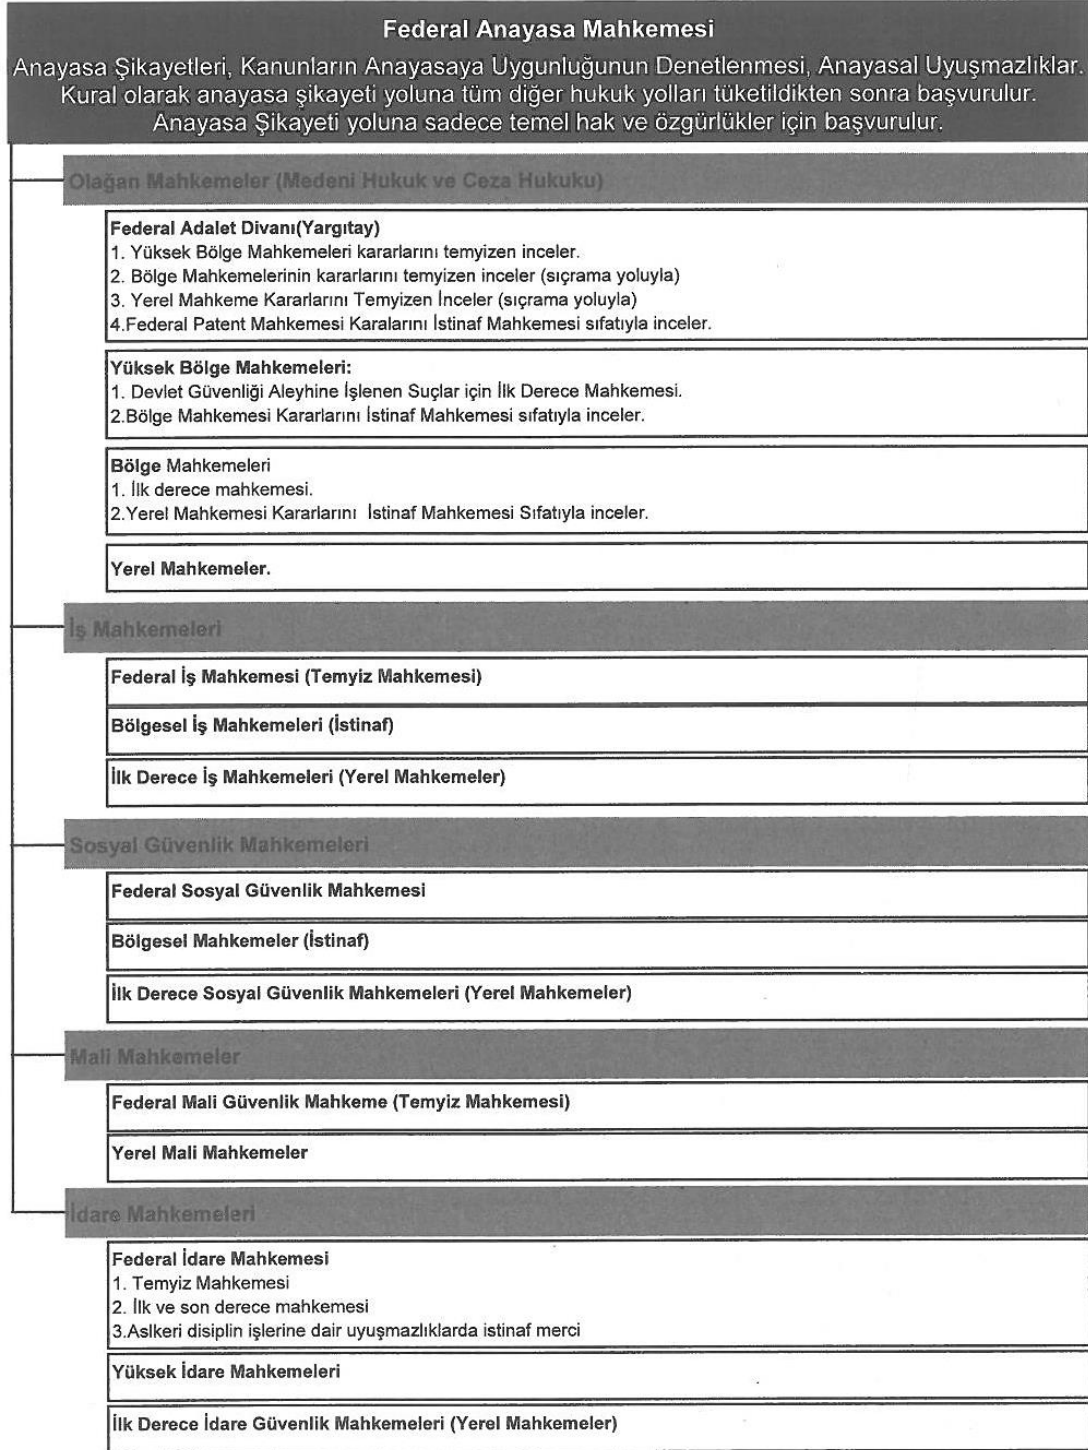 Federal Anayasa Mahkemesi
Anayasa Şikayetleri, Kanunların Anayasaya Uygunluğunun Denetlenmesi, Anayasal Uyuşmazlıklar.
Kural olarak anayasa şikayeti yoluna tüm diğer hukuk yolları tüketildikten sonra başvurulur.
Anayasa Şikayeti yoluna sadece temel hak ve özgürlükler için başvurulur.
Olağan Mahkemeler (Medeni Hukuk ve Ceza Hukuku)
Federal Adalet Divanı(Yargıtay)
1. Yüksek Bölge Mahkemeleri kararlarını temyizen inceler.
2. Bölge Mahkemelerinin kararlarını temyizen inceler (sıçrama yoluyla)
3. Yerel Mahkeme Kararlarını Temyizen İnceler (sıçrama yoluyla)
4.Federal Patent Mahkemesi Karalarını İstinaf Mahkemesi sıfatıyla inceler.
Yüksek Bölge Mahkemeleri:
1. Devlet Güvenliği Aleyhine İşlenen Suçlar için İlk Derece Mahkemesi.
2.Bölge Mahkemesi Kararlarını İstinaf Mahkemesi sıfatıyla inceler.
Bölge Mahkemeleri
1. İlk derece mahkemesi.
2.Yerel Mahkemesi Kararlarını İstinaf Mahkemesi Sıfatıyla inceler.
Yerel Mahkemeler.
İş Mahkemeleri
Federal İş Mahkemesi (Temyiz Mahkemesi)
Bölgesel İş Mahkemeleri (İstinaf)
İlk Derece İş Mahkemeleri (Yerel Mahkemeler)
Sosyal Güvenlik Mahkemeleri
Federal Sosyal Güvenlik Mahkemesi
Bölgesel Mahkemeler (İstinaf)
İlk Derece Sosyal Güvenlik Mahkemeleri (Yerel Mahkemeler)
Mali Mahkemeler
Federal Mali Güvenlik Mahkeme (Temyiz Mahkemesi)
Yerel Mali Mahkemeler
İdare Mahkemeleri
Federal İdare Mahkemesi
1. Temyiz Mahkemesi
2. İlk ve son derece mahkemesi
3.Aslkeri disiplin işlerine dair uyuşmazlıklarda istinaf merci
Yüksek İdare Mahkemeleri
İlk Derece İdare Güvenlik Mahkemeleri (Yerel Mahkemeler)